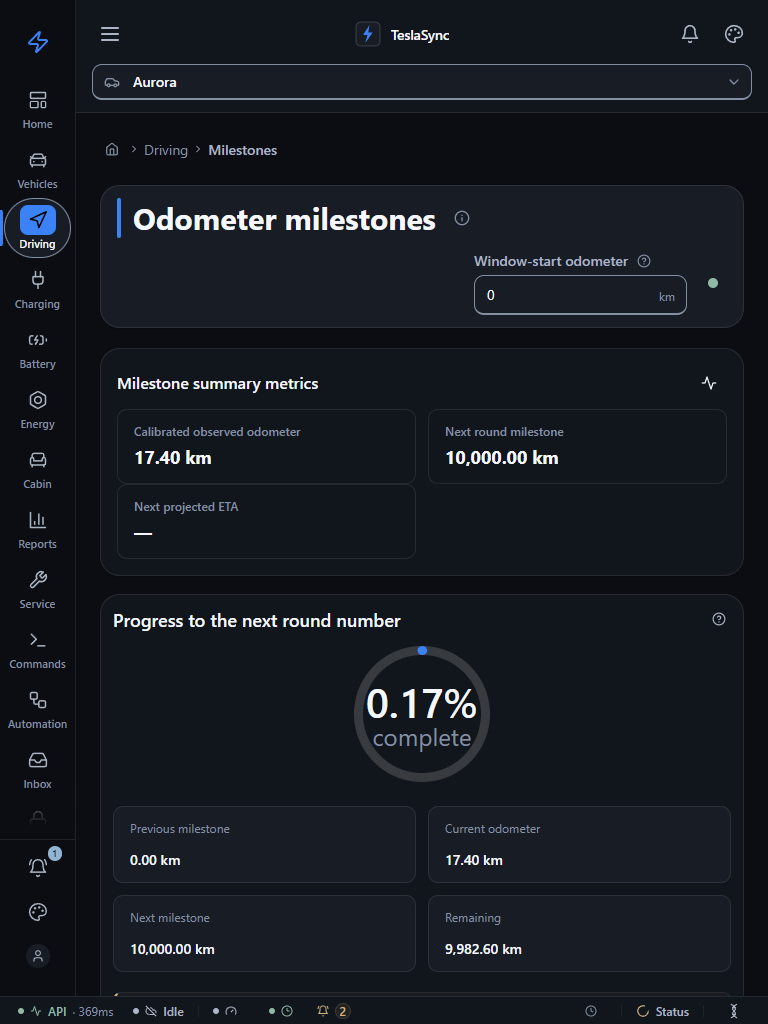 TeslaSync
Aurora
Home
Vehicles
Driving
Charging
Battery
Energy
Cabin
Reports
Service
Commands
Automation
Inbox
1
Driving > Milestones
Odometer milestones
Window-start odometer
0 km
Milestone summary metrics
Calibrated observed odometer
17.40 km
Next round milestone
10,000.00 km
Next projected ETA
—
Progress to the next round number
0.17%
complete
Previous milestone
0.00 km
Current odometer
17.40 km
Next milestone
10,000.00 km
Remaining
9,982.60 km
API · 369ms Idle 2 Status